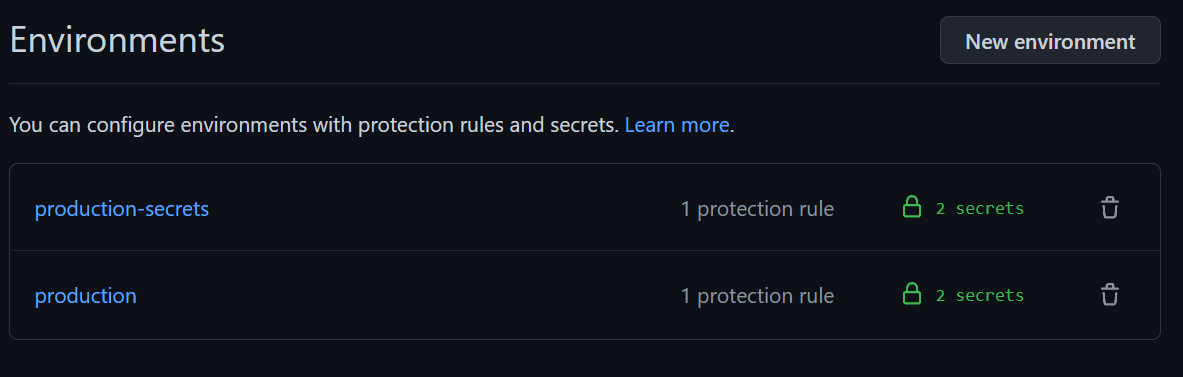 Environments
New environment
You can configure environments with protection rules and secrets. Learn more.
production-secrets 1 protection rule 2 secrets
production 1 protection rule 2 secrets